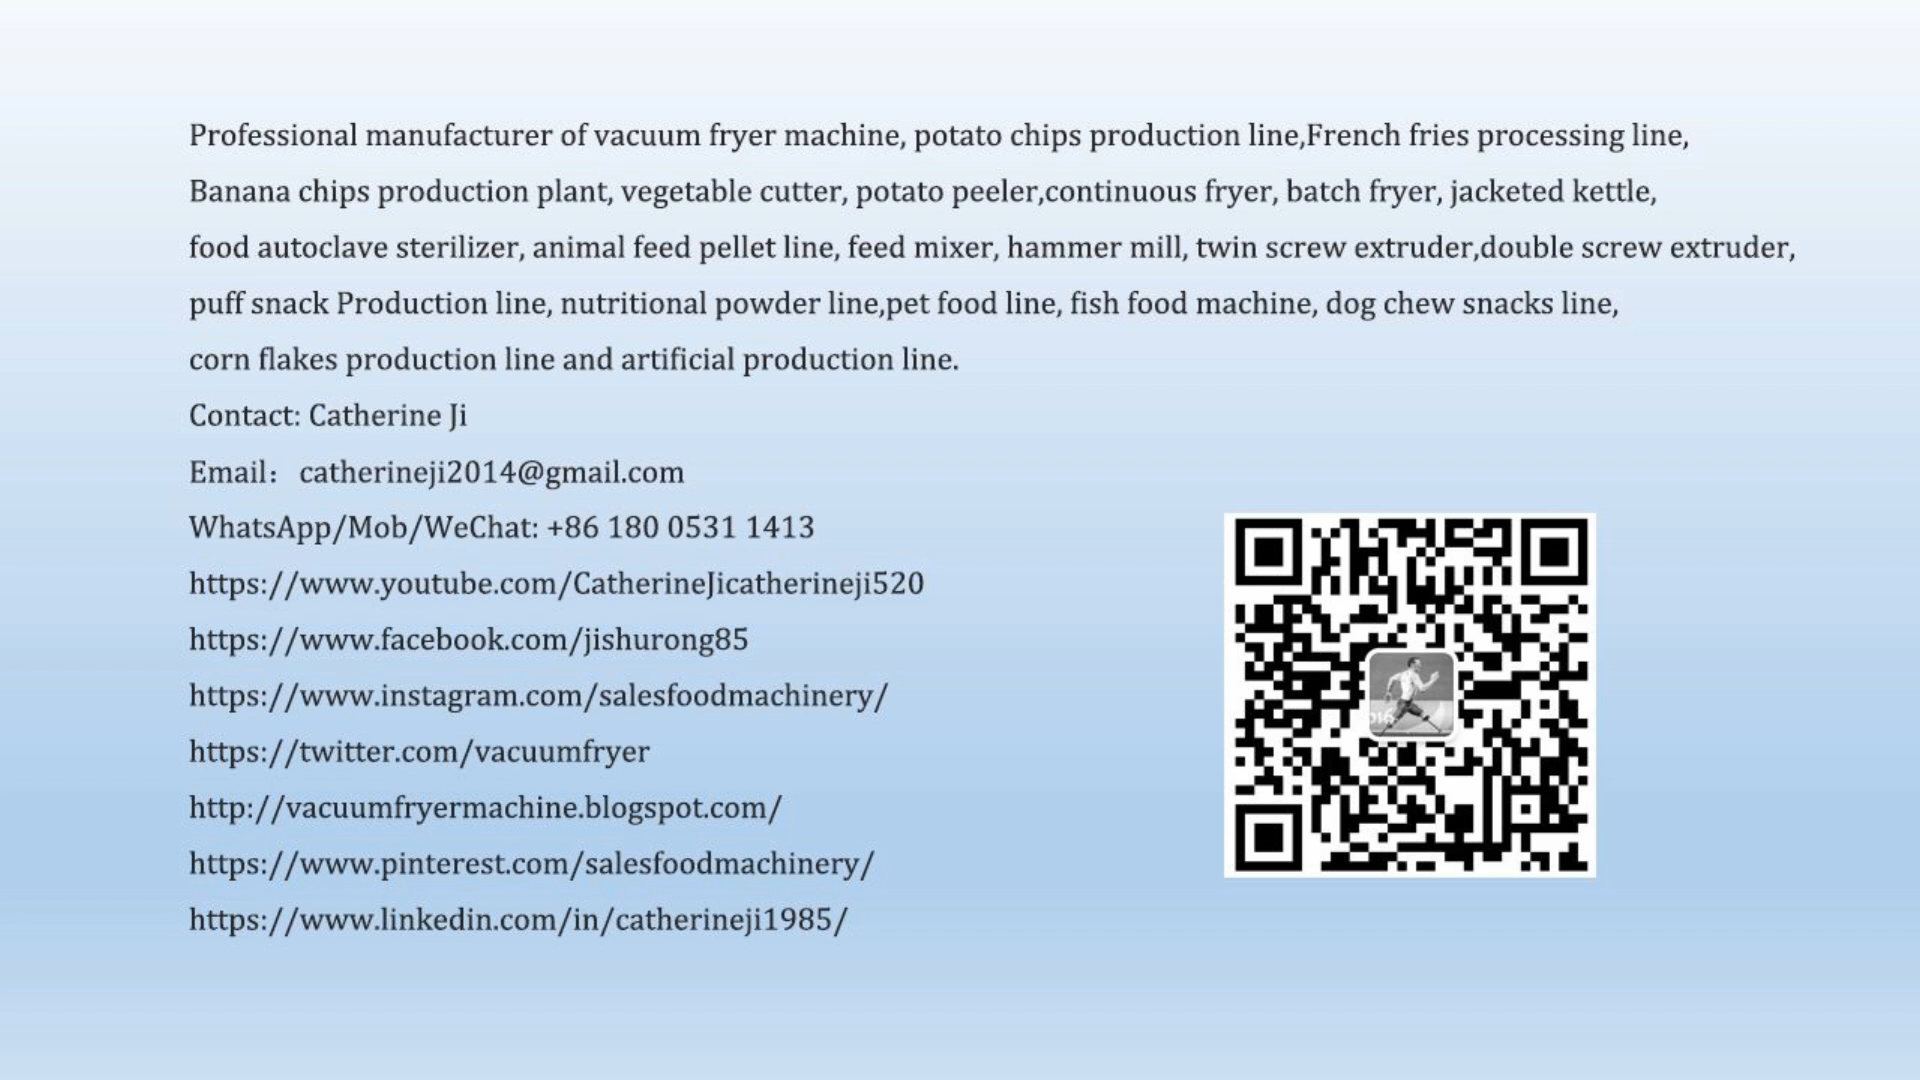 Professional manufacturer of vacuum fryer machine, potato chips production line,French fries processing line,
Banana chips production plant, vegetable cutter, potato peeler,continuous fryer, batch fryer, jacketed kettle,
food autoclave sterilizer, animal feed pellet line, feed mixer, hammer mill, twin screw extruder,double screw extruder,
puff snack Production line, nutritional powder line,pet food line, fish food machine, dog chew snacks line,
corn flakes production line and artificial production line.
Contact: Catherine Ji
Email： catherineji2014@gmail.com
WhatsApp/Mob/WeChat: +86 180 0531 1413
https://www.youtube.com/CatherineJicatherineji520
https://www.facebook.com/jishurong85
https://www.instagram.com/salesfoodmachinery/
https://twitter.com/vacuumfryer
http://vacuumfryermachine.blogspot.com/
https://www.pinterest.com/salesfoodmachinery/
https://www.linkedin.com/in/catherineji1985/